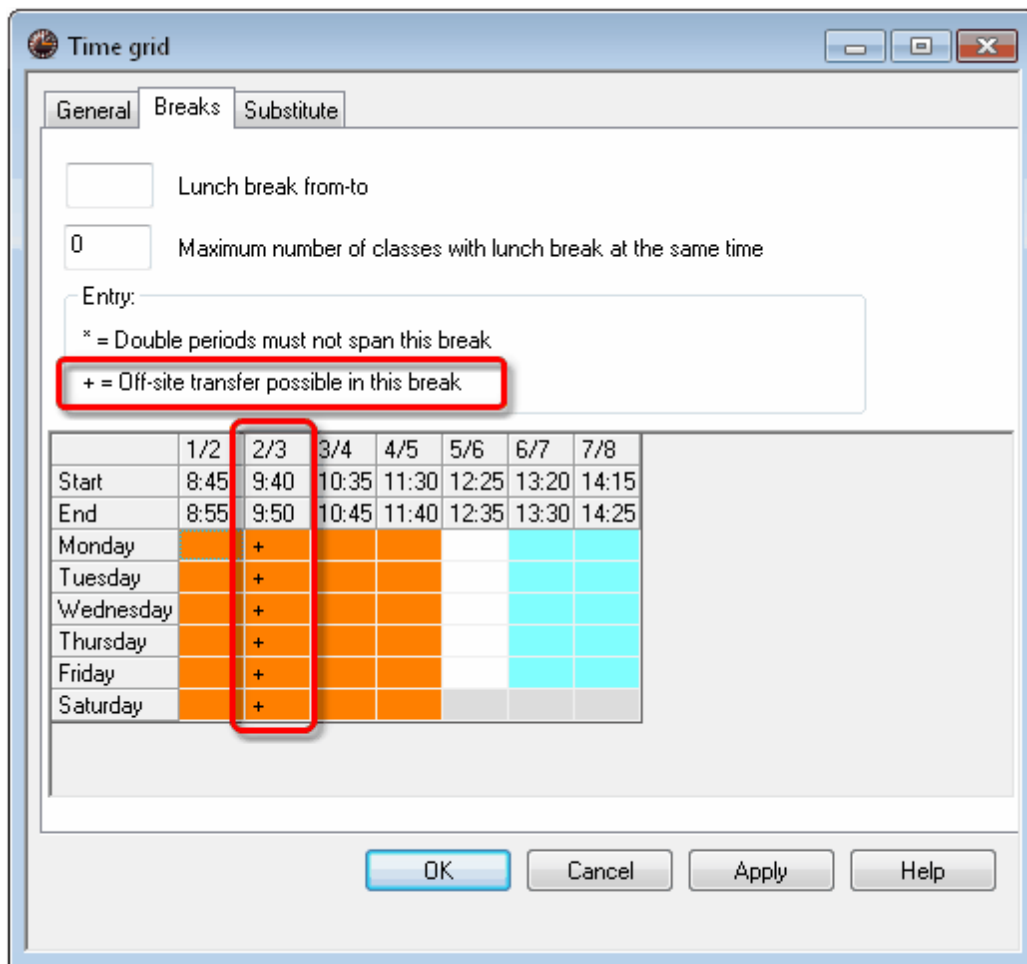 Time grid
General Breaks Substitute
Lunch break from-to
0 Maximum number of classes with lunch break at the same time
Entry:
* = Double periods must not span this break
+ = Off-site transfer possible in this break
1/2 2/3 3/4 4/5 5/6 6/7 7/8
Start 8:45 9:40 10:35 11:30 12:25 13:20 14:15
End 8:55 9:50 10:45 11:40 12:35 13:30 14:25
Monday +
Tuesday +
Wednesday +
Thursday +
Friday +
Saturday +
OK Cancel Apply Help